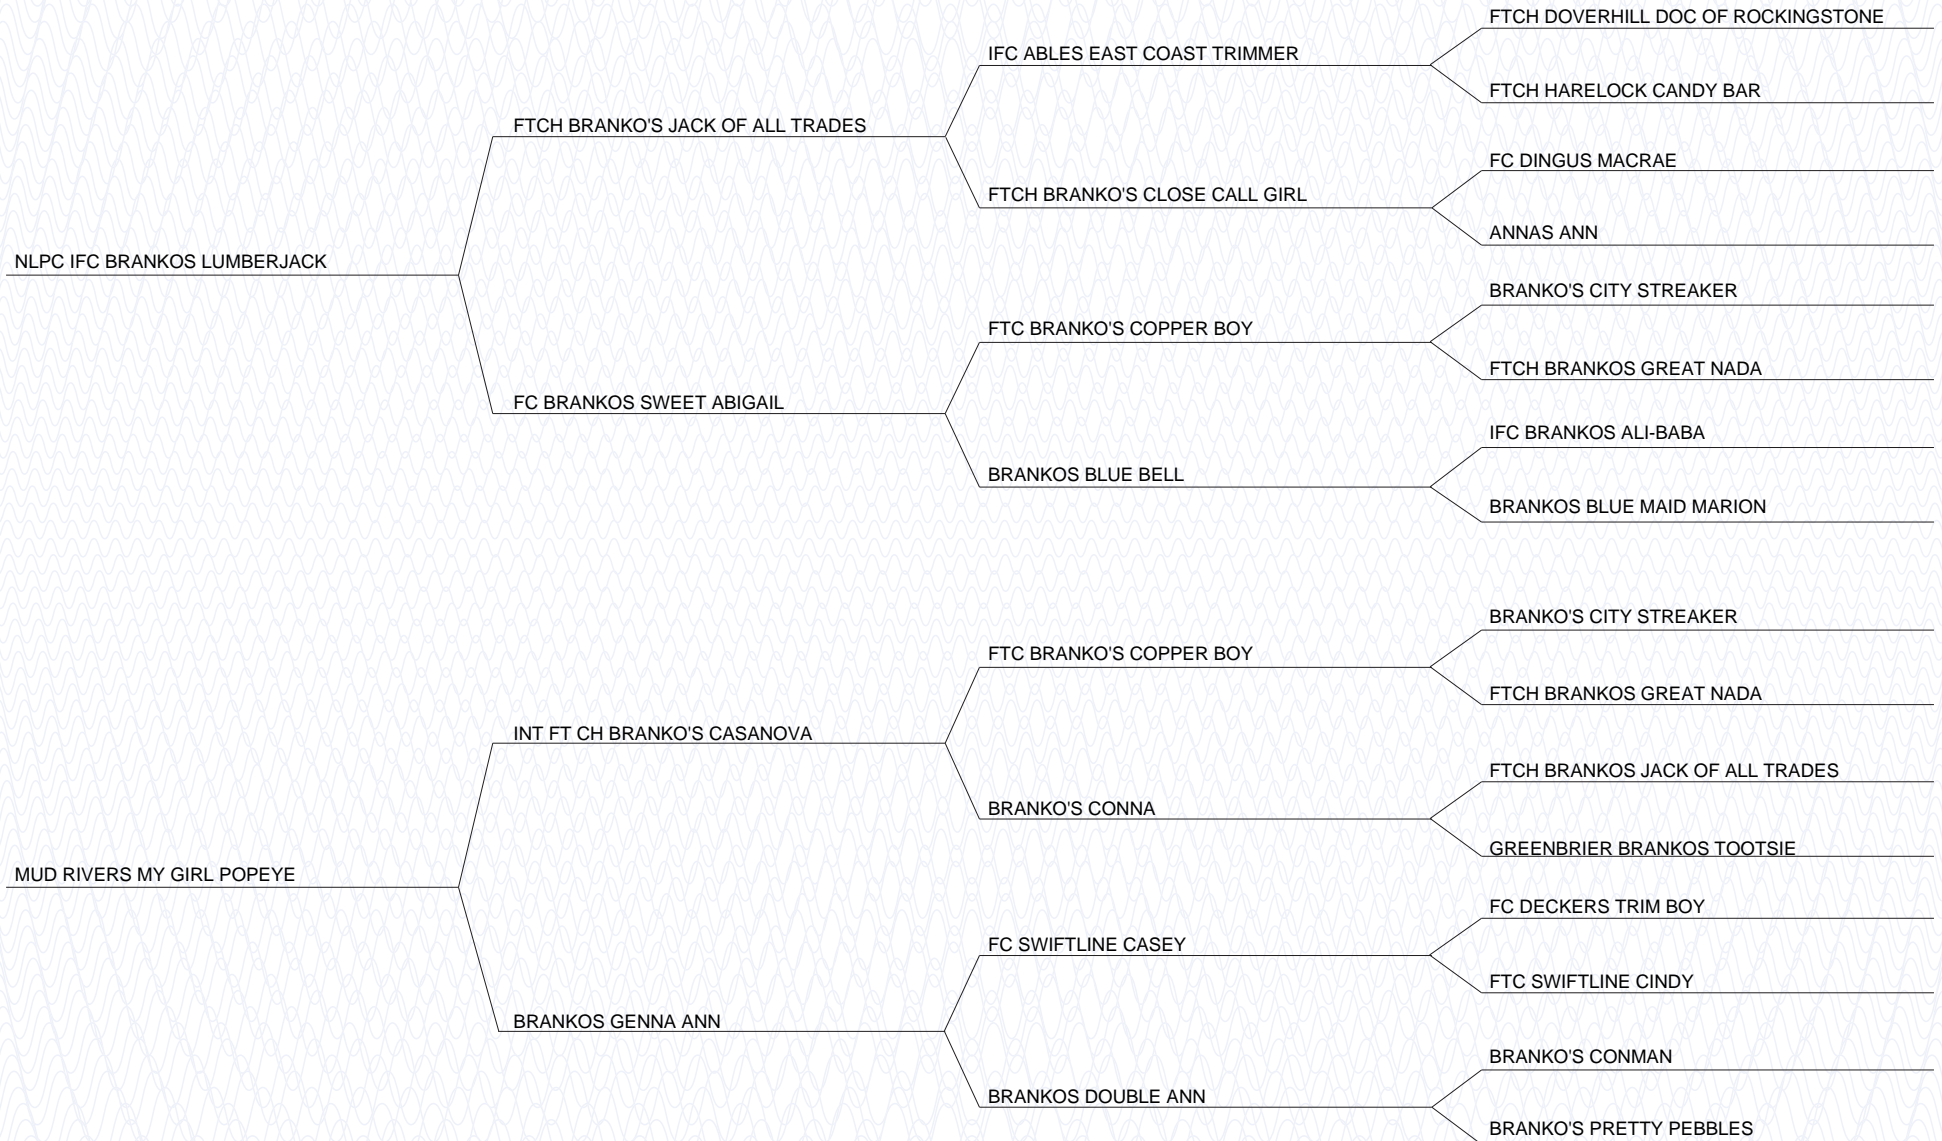 FTCH DOVERHILL DOC OF ROCKINGSTONE
IFC ABLES EAST COAST TRIMMER
FTCH HARELOCK CANDY BAR
FTCH BRANKO'S JACK OF ALL TRADES
FC DINGUS MACRAE
FTCH BRANKO'S CLOSE CALL GIRL
ANNAS ANN
NLPC IFC BRANKOS LUMBERJACK
BRANKO'S CITY STREAKER
FTC BRANKO'S COPPER BOY
FTCH BRANKOS GREAT NADA
FC BRANKOS SWEET ABIGAIL
IFC BRANKOS ALI-BABA
BRANKOS BLUE BELL
BRANKOS BLUE MAID MARION
BRANKO'S CITY STREAKER
FTC BRANKO'S COPPER BOY
FTCH BRANKOS GREAT NADA
INT FT CH BRANKO'S CASANOVA
FTCH BRANKOS JACK OF ALL TRADES
BRANKO'S CONNA
GREENBRIER BRANKOS TOOTSIE
MUD RIVERS MY GIRL POPEYE
FC DECKERS TRIM BOY
FC SWIFTLINE CASEY
FTC SWIFTLINE CINDY
BRANKOS GENNA ANN
BRANKO'S CONMAN
BRANKOS DOUBLE ANN
BRANKO'S PRETTY PEBBLES